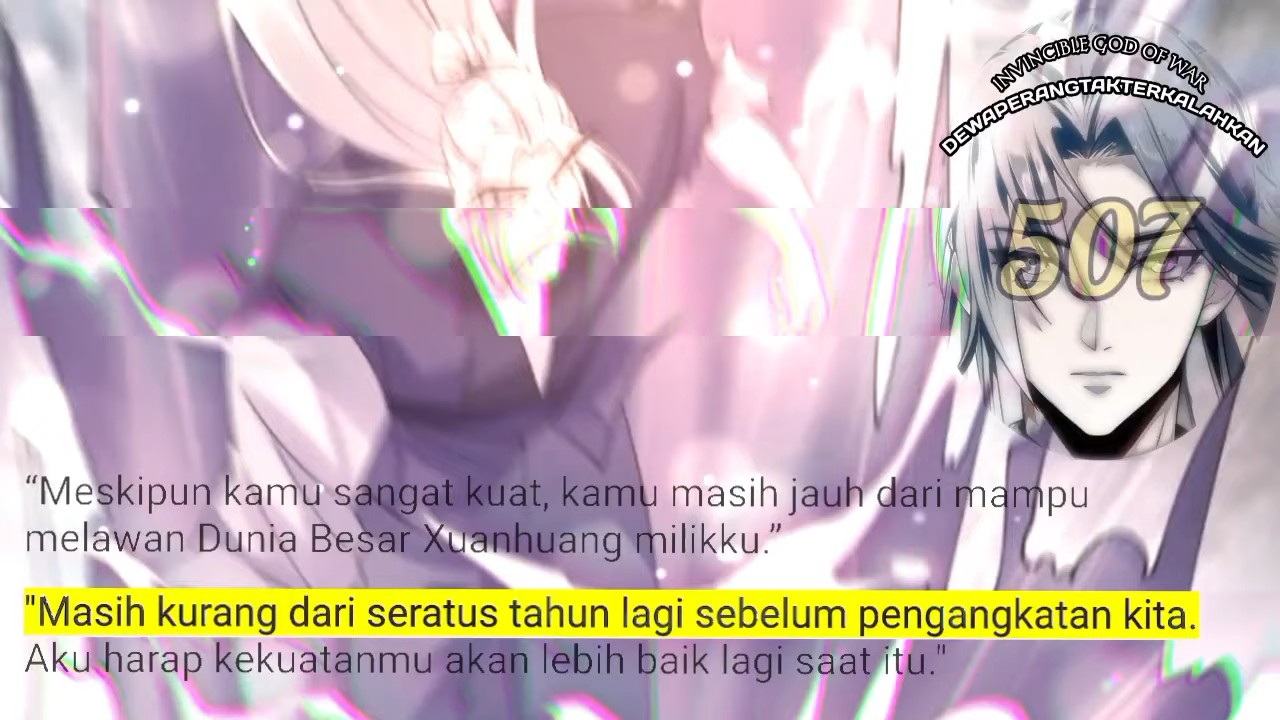 INVINCIBLE GOD OF WAR
DEWAPERANGTAKTERKALAHKAN
507
“Meskipun kamu sangat kuat, kamu masih jauh dari mampu
melawan Dunia Besar Xuanhuang milikku.”
"Masih kurang dari seratus tahun lagi sebelum pengangkatan kita.
Aku harap kekuatanmu akan lebih baik lagi saat itu."